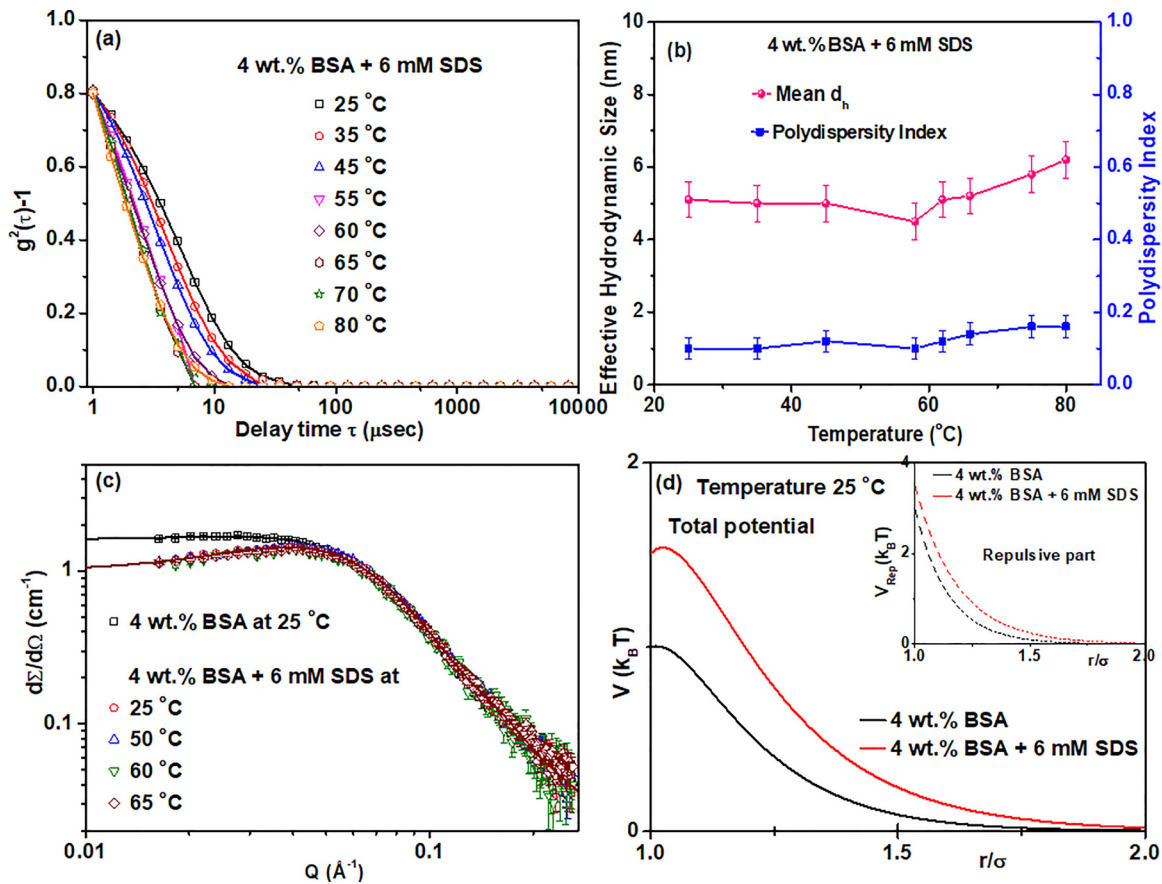 (a)
4 wt.% BSA + 6 mM SDS
25 °C
35 °C
45 °C
55 °C
60 °C
65 °C
70 °C
80 °C
g²(τ)-1
0.0
0.2
0.4
0.6
0.8
1.0
1
10
100
1000
10000
Delay time τ (μsec)
(b)
4 wt.% BSA + 6 mM SDS
Mean dₕ
Polydispersity Index
Effective Hydrodynamic Size (nm)
0
2
4
6
8
10
20
40
60
80
Temperature (°C)
Polydispersity Index
0.0
0.2
0.4
0.6
0.8
1.0
(c)
4 wt.% BSA at 25 °C
4 wt.% BSA + 6 mM SDS at
25 °C
50 °C
60 °C
65 °C
dΣ/dΩ (cm⁻¹)
1
0.1
0.01
0.1
Q (Å⁻¹)
(d)
Temperature 25 °C
Total potential
4 wt.% BSA
4 wt.% BSA + 6 mM SDS
V (k_BT)
0
2
1.0
1.5
2.0
r/σ
4 wt.% BSA
4 wt.% BSA + 6 mM SDS
Repulsive part
V_Rep(k_BT)
0
2
4
1.0
1.5
2.0
r/σ